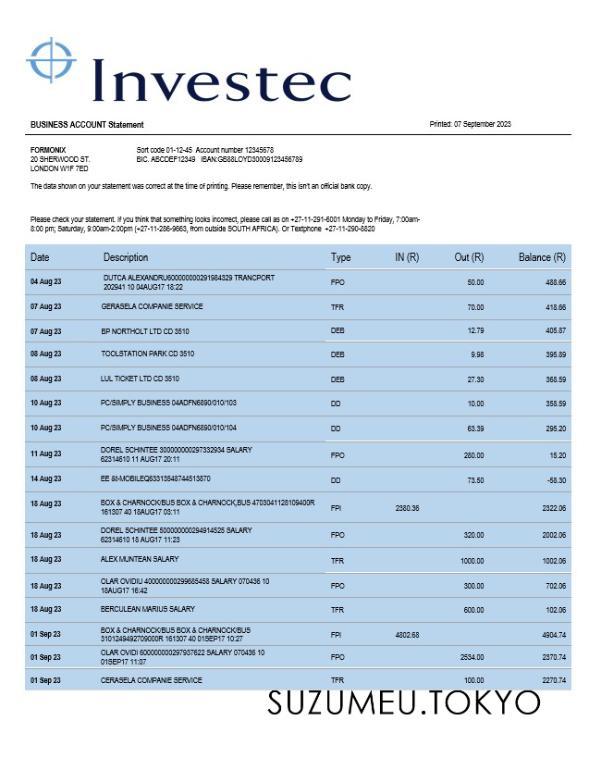 Investec
BUSINESS ACCOUNT Statement Printed: 07 September 2023
FORMONIX Sort code 01-12-45 Account number 12345678
20 SHERWOOD ST. BIC. ABCDEF12349 IBAN:GB88LOYD30009123456789
LONDON W1F 7ED
The data shown on your statement was correct at the time of printing. Please remember, this isn't an official bank copy.
Please check your statement. If you think that something looks incorrect, please call as on +27-11-291-6001 Monday to Friday, 7:00am-
8:00 pm; Saturday, 9:00am-2:00pm (+27-11-286-9663, from outside SOUTH AFRICA). Or Textphone +27-11-290-8820
Date Description Type IN (R) Out (R) Balance (R)
04 Aug 23 DUTCA ALEXANDRU600000000291984329 TRANCPORT FPO 50.00 488.66
202941 10 04AUG17 18:22
07 Aug 23 GERASELA COMPANIE SERVICE TFR 70.00 418.66
07 Aug 23 BP NORTHOLT LTD CD 3510 DEB 12.79 405.87
08 Aug 23 TOOLSTATION PARK CD 3510 DEB 9.98 395.89
08 Aug 23 LUL TICKET LTD CD 3510 DEB 27.30 368.59
10 Aug 23 PC/SIMPLY BUSINESS 04ADFN6890/010/103 DD 10.00 358.59
10 Aug 23 PC/SIMPLY BUSINESS 04ADFN6890/010/104 DD 63.39 295.20
11 Aug 23 DOREL SCHINTEE 300000000297332934 SALARY FPO 280.00 15.20
62314610 11 AUG17 20:11
14 Aug 23 DD 73.50 -58.30
18 Aug 23 BOX & CHARNOCK/BUS BOX & CHARNOCK,BUS 4703041128109400R FPI 2380.36 2322.06
161307 40 18AUG17 03:11
18 Aug 23 DOREL SCHINTEE 500000000294914525 SALARY FPO 320.00 2002.06
62314610 18 AUG17 11:23
18 Aug 23 ALEX MUNTEAN SALARY TFR 1000.00 1002.06
18 Aug 23 OLAR OVIDIU 400000000299685458 SALARY 070436 10 FPO 300.00 702.06
18AUG17 16:42
18 Aug 23 BERCULEAN MARIUS SALARY TFR 600.00 102.06
01 Sep 23 BOX & CHARNOCK/BUS BOX & CHARNOCK/BUS FPI 4802.68 4904.74
3101249492709000R 161307 40 01SEP17 10:27
01 Sep 23 OLAR OVIDI 600000000297937622 SALARY 070436 10 FPO 2534.00 2370.74
01SEP17 11:07
01 Sep 23 CERASELA COMPANIE SERVICE TFR 100.00 2270.74
SUZUMEU.TOKYO